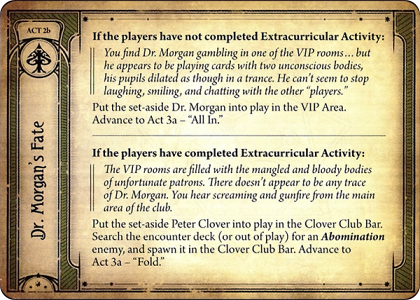 ACT 2b
Dr. Morgan's Fate
If the players have not completed Extracurricular Activity:
You find Dr. Morgan gambling in one of the VIP rooms…but
he appears to be playing cards with two unconscious bodies,
his pupils dilated as though in a trance. He can't seem to stop
laughing, smiling, and chatting with the other "players."
Put the set-aside Dr. Morgan into play in the VIP Area.
Advance to Act 3a – "All In."
If the players have completed Extracurricular Activity:
The VIP rooms are filled with the mangled and bloody bodies
of unfortunate patrons. There doesn't appear to be any trace
of Dr. Morgan. You hear screaming and gunfire from the main
area of the club.
Put the set-aside Peter Clover into play in the Clover Club Bar.
Search the encounter deck (or out of play) for an Abomination
enemy, and spawn it in the Clover Club Bar. Advance to
Act 3a – "Fold."